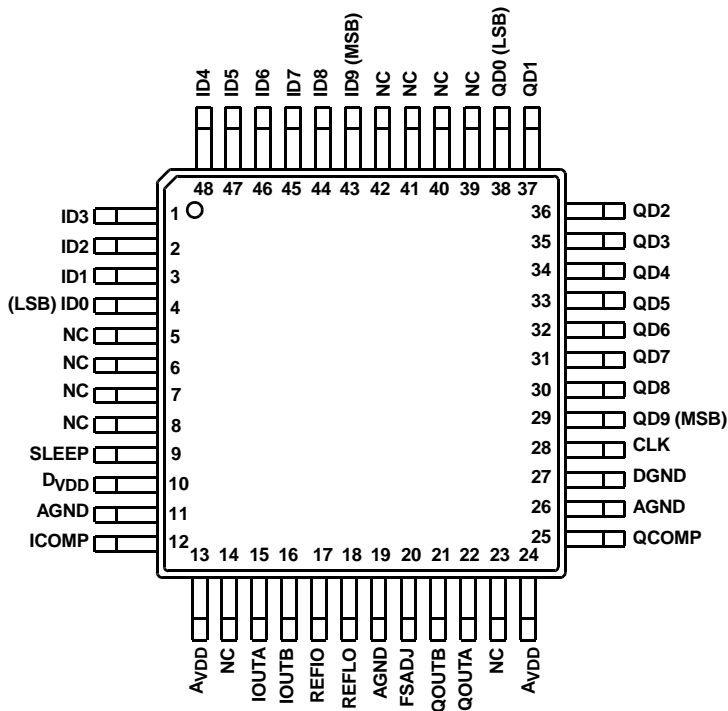 ID4
ID5
ID6
ID7
ID8
ID9 (MSB)
NC
NC
NC
NC
QD0 (LSB)
QD1
48 47 46 45 44 43 42 41 40 39 38 37
ID3 1
ID2 2
ID1 3
(LSB) ID0 4
NC 5
NC 6
NC 7
NC 8
SLEEP 9
DVDD 10
AGND 11
ICOMP 12
36 QD2
35 QD3
34 QD4
33 QD5
32 QD6
31 QD7
30 QD8
29 QD9 (MSB)
28 CLK
27 DGND
26 AGND
25 QCOMP
13 14 15 16 17 18 19 20 21 22 23 24
AVDD
NC
IOUTA
IOUTB
REFIO
REFLO
AGND
FSADJ
QOUTB
QOUTA
NC
AVDD